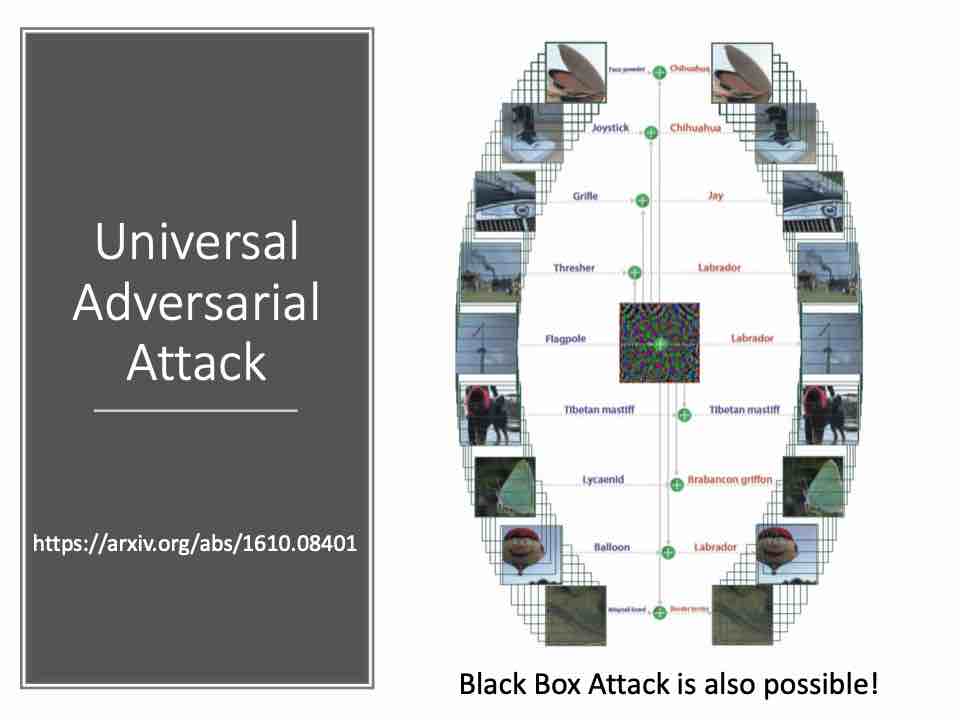 Universal
Adversarial
Attack
https://arxiv.org/abs/1610.08401
Face powder
Chihuahua
Joystick
Chihuahua
Grille
Jay
Thresher
Labrador
Flagpole
Labrador
Tibetan mastiff
Tibetan mastiff
Lycaenid
Brabancon griffon
Balloon
Labrador
Whiptail lizard
Border terrier
Black Box Attack is also possible!